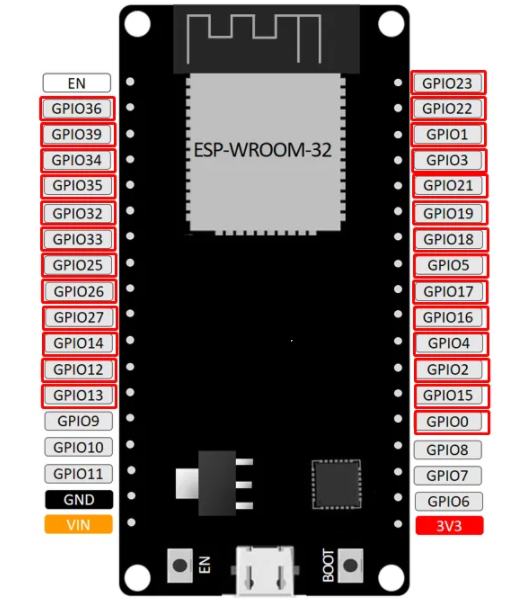 ESP-WROOM-32
EN
GPIO36
GPIO39
GPIO34
GPIO35
GPIO32
GPIO33
GPIO25
GPIO26
GPIO27
GPIO14
GPIO12
GPIO13
GPIO9
GPIO10
GPIO11
GND
VIN
GPIO23
GPIO22
GPIO1
GPIO3
GPIO21
GPIO19
GPIO18
GPIO5
GPIO17
GPIO16
GPIO4
GPIO2
GPIO15
GPIO0
GPIO8
GPIO7
GPIO6
3V3
EN
BOOT